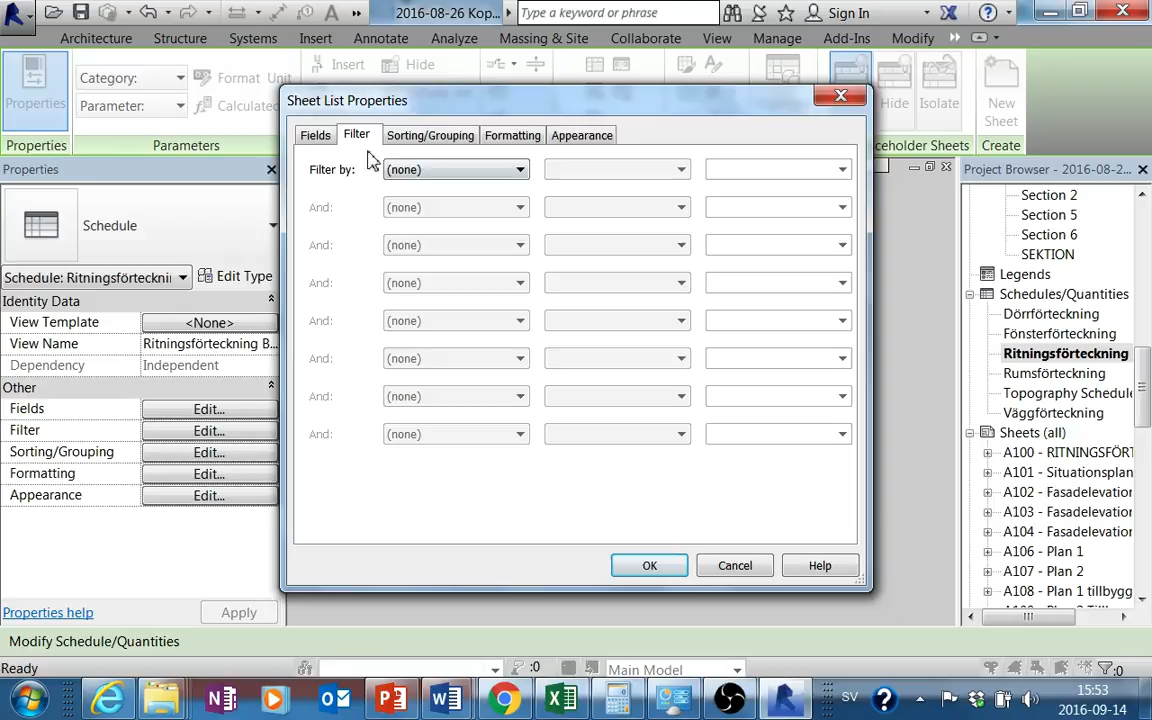 2016-08-26 Kop...
Type a keyword or phrase
Sign In
Architecture
Structure
Systems
Insert
Annotate
Analyze
Massing & Site
Collaborate
View
Manage
Add-Ins
Modify
Properties
Category:
Parameter:
Format Unit
Calculated
Insert
Hide
Hide
Isolate
New
Sheet
Properties
Parameters
ceholder Sheets
Create
Properties
Schedule
Schedule: Ritningsförteckni
Edit Type
Identity Data
View Template
<None>
View Name
Ritningsförteckning B...
Dependency
Independent
Other
Fields
Edit...
Filter
Edit...
Sorting/Grouping
Edit...
Formatting
Edit...
Appearance
Edit...
Properties help
Apply
Sheet List Properties
Fields
Filter
Sorting/Grouping
Formatting
Appearance
Filter by:
(none)
And:
(none)
And:
(none)
And:
(none)
And:
(none)
And:
(none)
And:
(none)
And:
(none)
OK
Cancel
Help
Project Browser - 2016-08-2...
Section 2
Section 5
Section 6
SEKTION
Legends
Schedules/Quantities
Dörrförteckning
Fönsterförteckning
Ritningsförteckning
Rumsförteckning
Topography Schedule
Väggförteckning
Sheets (all)
A100 - RITNINGSFÖRT
A101 - Situationsplan
A102 - Fasadelevation
A103 - Fasadelevation
A104 - Fasadelevation
A106 - Plan 1
A107 - Plan 2
A108 - Plan 1 tillbygg
Modify Schedule/Quantities
Ready
:0
Main Model
:0
SV
15:53
2016-09-14